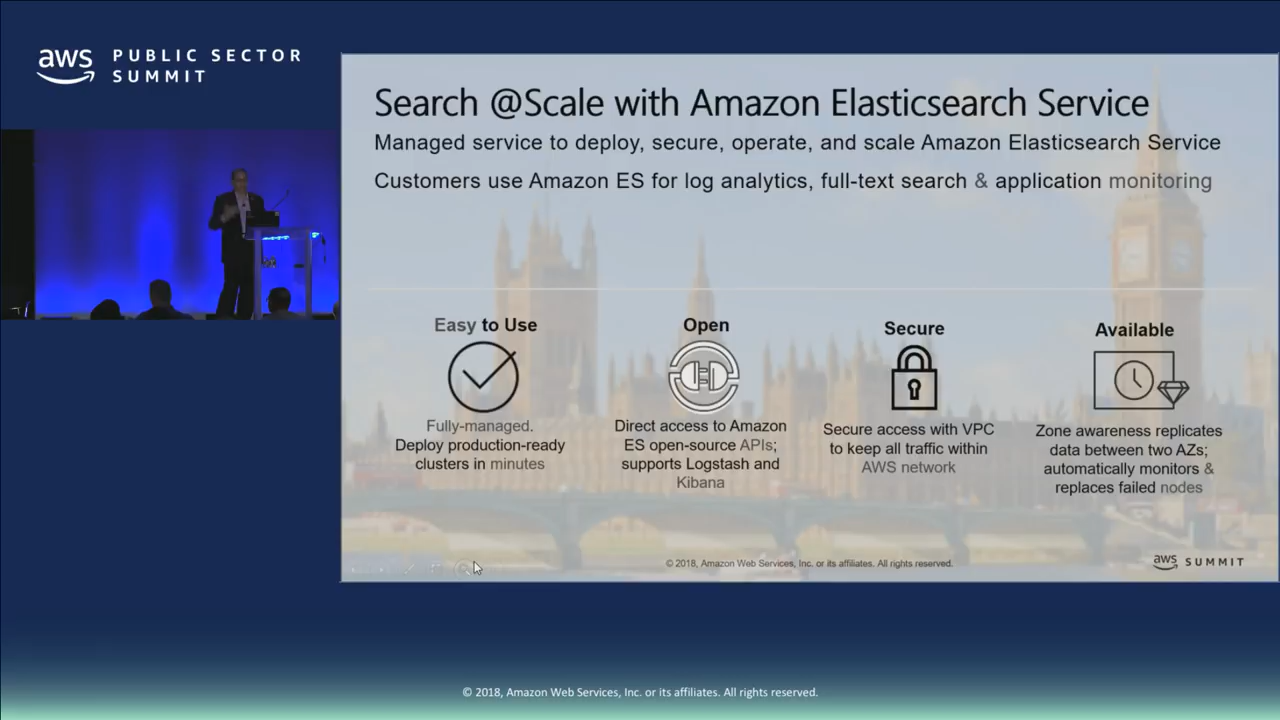 aws
PUBLIC SECTOR
SUMMIT
Search @Scale with Amazon Elasticsearch Service
Managed service to deploy, secure, operate, and scale Amazon Elasticsearch Service
Customers use Amazon ES for log analytics, full-text search & application monitoring
Easy to Use
Fully-managed.
Deploy production-ready
clusters in minutes
Open
Direct access to Amazon
ES open-source APIs;
supports Logstash and
Kibana
Secure
Secure access with VPC
to keep all traffic within
AWS network
Available
Zone awareness replicates
data between two AZs;
automatically monitors &
replaces failed nodes
© 2018, Amazon Web Services, Inc. or its affiliates. All rights reserved.
aws SUMMIT
© 2018, Amazon Web Services, Inc. or its affiliates. All rights reserved.